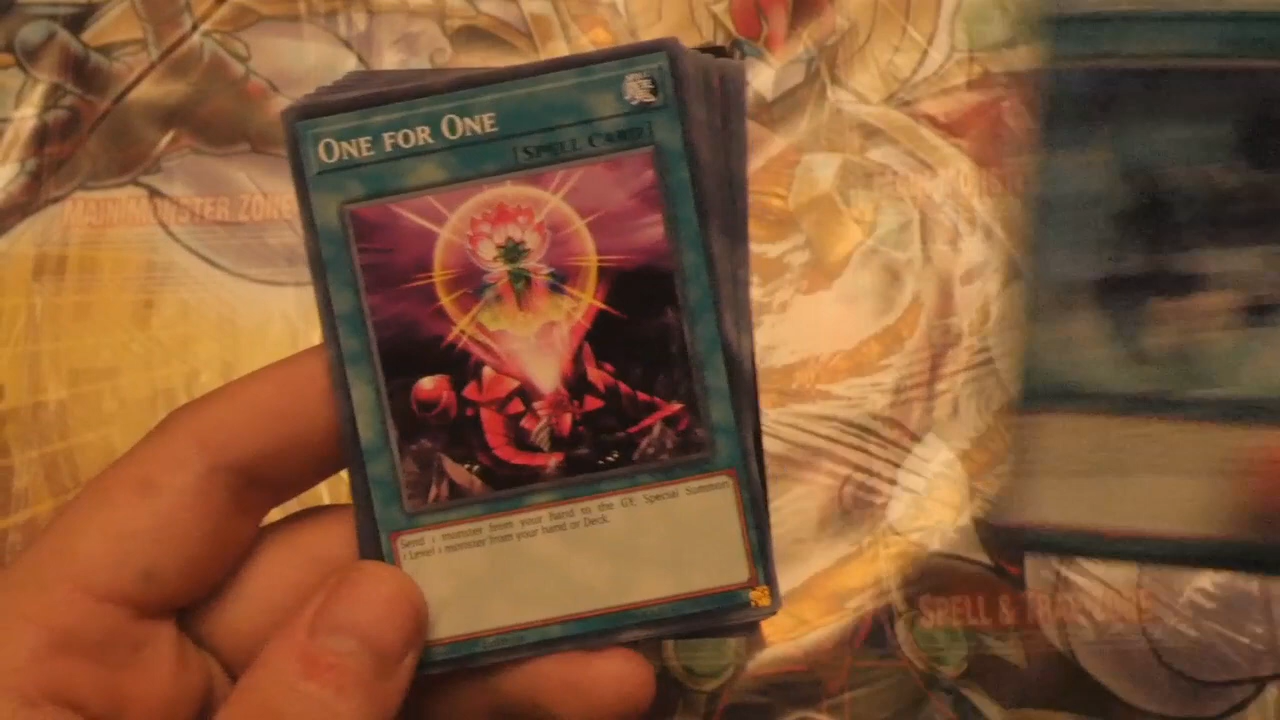 One for One
[Spell Card]
Send 1 monster from your hand to the GY; Special Summon
1 Level 1 monster from your hand or Deck.
Main Monster Zone
Spell & Trap Zone